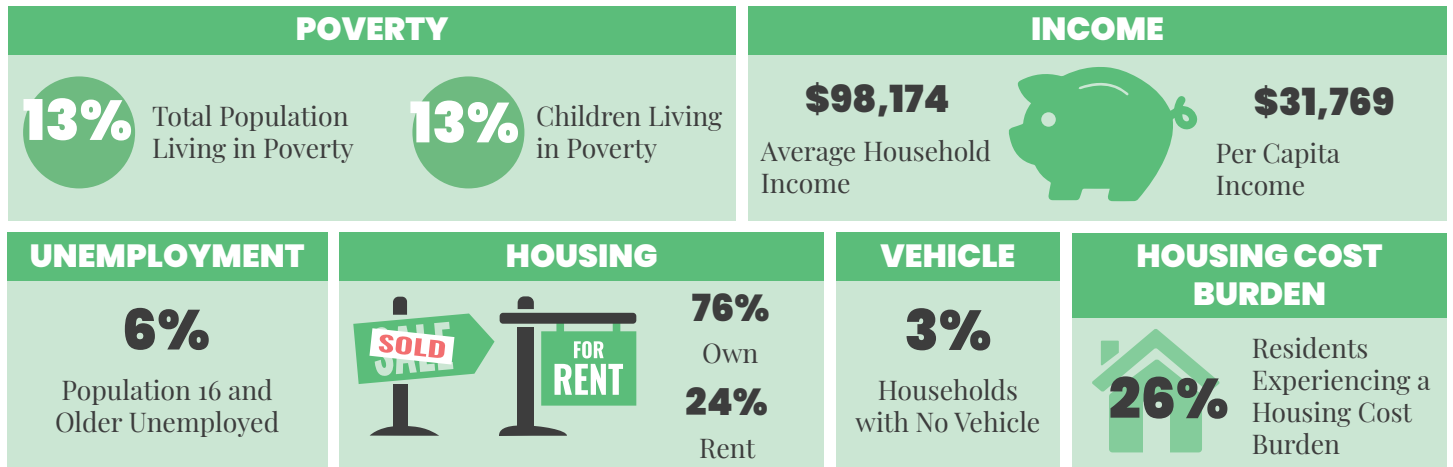 POVERTY
13%
Total Population
Living in Poverty
13%
Children Living
in Poverty
INCOME
$98,174
Average Household
Income
$31,769
Per Capita
Income
UNEMPLOYMENT
6%
Population 16 and
Older Unemployed
HOUSING
SALE
SOLD
FOR
RENT
76%
Own
24%
Rent
VEHICLE
3%
Households
with No Vehicle
HOUSING COST
BURDEN
26%
Residents
Experiencing a
Housing Cost
Burden